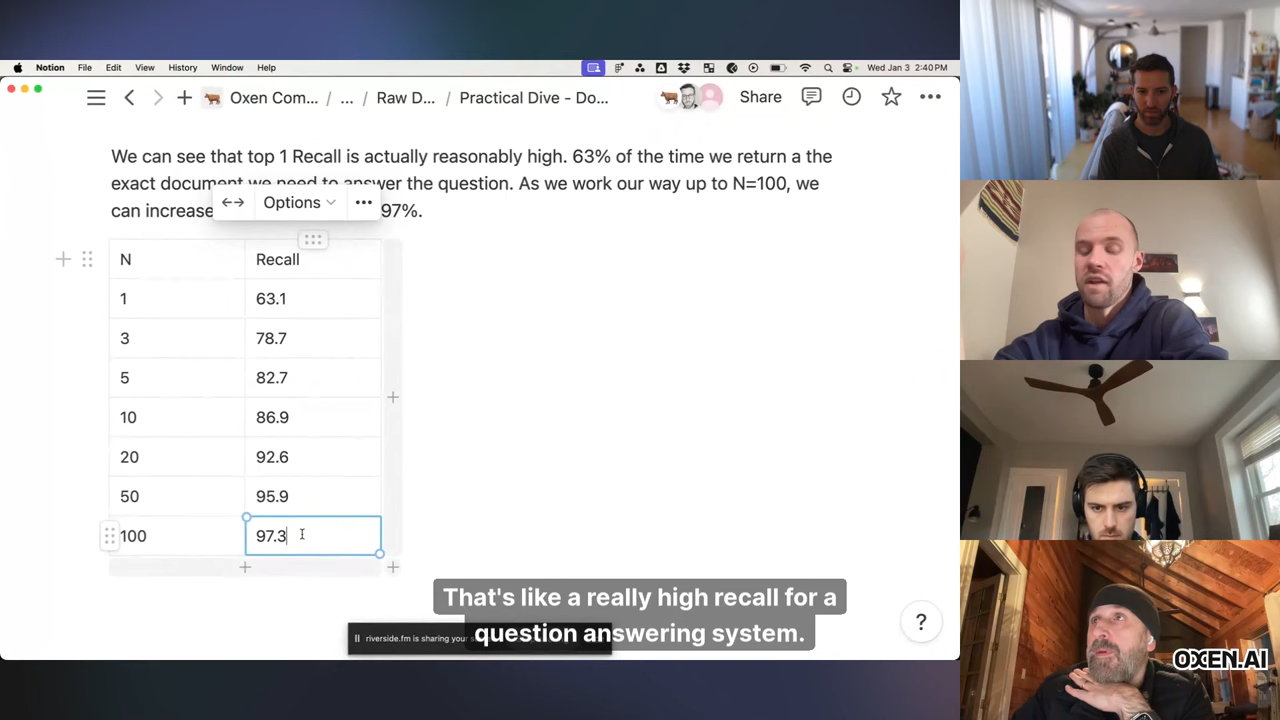 Notion File Edit View History Window Help Wed Jan 3 2:40 PM
Oxen Com... / ... / Raw D... / Practical Dive - Do... Share
We can see that top 1 Recall is actually reasonably high. 63% of the time we return a the
exact document we need to answer the question. As we work our way up to N=100, we
can increase 97%.
Options
N Recall
1 63.1
3 78.7
5 82.7
10 86.9
20 92.6
50 95.9
100 97.3
That's like a really high recall for a
question answering system.
riverside.fm is sharing your
?
OXEN.AI